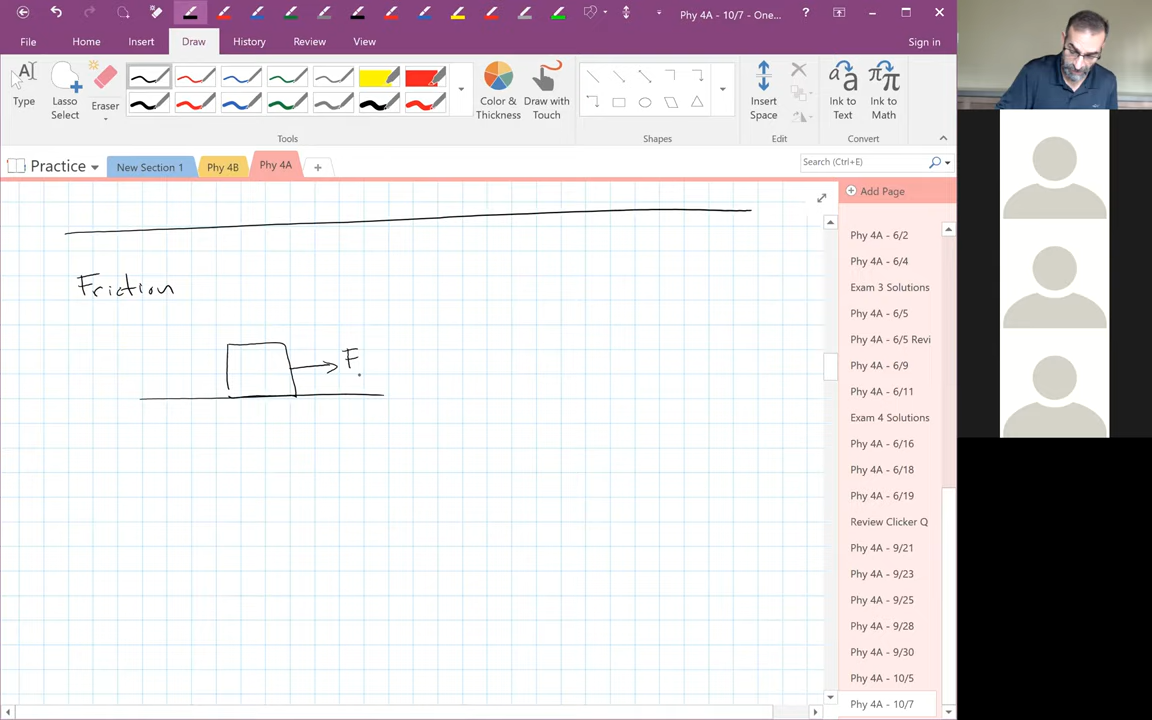 Phy 4A - 10/7 - One...
?
File
Home
Insert
Draw
History
Review
View
Sign in
Type
Lasso
Select
Eraser
Color &
Thickness
Draw with
Touch
Insert
Space
Ink to
Text
Ink to
Math
Tools
Shapes
Edit
Convert
Practice
New Section 1
Phy 4B
Phy 4A
Search (Ctrl+E)
Add Page
Phy 4A - 6/2
Phy 4A - 6/4
Exam 3 Solutions
Phy 4A - 6/5
Phy 4A - 6/5 Revi
Phy 4A - 6/9
Phy 4A - 6/11
Exam 4 Solutions
Phy 4A - 6/16
Phy 4A - 6/18
Phy 4A - 6/19
Review Clicker Q
Phy 4A - 9/21
Phy 4A - 9/23
Phy 4A - 9/25
Phy 4A - 9/28
Phy 4A - 9/30
Phy 4A - 10/5
Phy 4A - 10/7
Friction
F